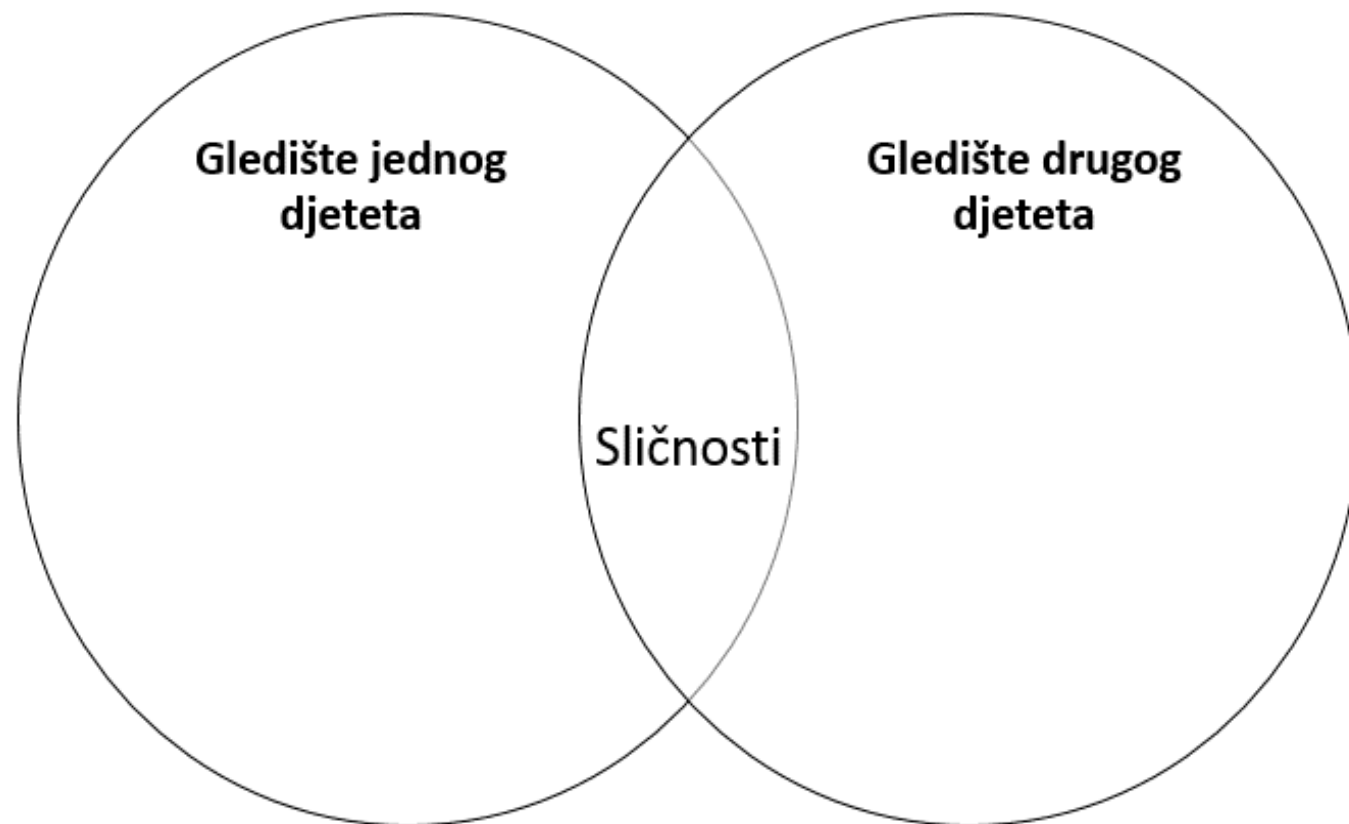 Gledište jednog
djeteta
Gledište drugog
djeteta
Sličnosti